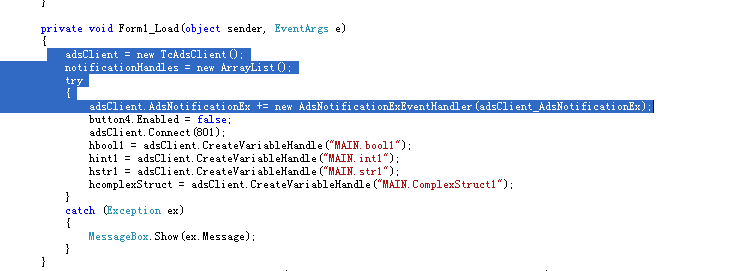 }
private void Form1_Load(object sender, EventArgs e)
{
adsClient = new TcAdsClient();
notificationHandles = new ArrayList();
try
{
adsClient.AdsNotificationEx += new AdsNotificationExEventHandler(adsClient_AdsNotificationEx);
button4.Enabled = false;
adsClient.Connect(801);
hbool1 = adsClient.CreateVariableHandle("MAIN.bool1");
hint1 = adsClient.CreateVariableHandle("MAIN.int1");
hstr1 = adsClient.CreateVariableHandle("MAIN.str1");
hcomplexStruct = adsClient.CreateVariableHandle("MAIN.ComplexStruct1");
}
catch (Exception ex)
{
MessageBox.Show(ex.Message);
}
}